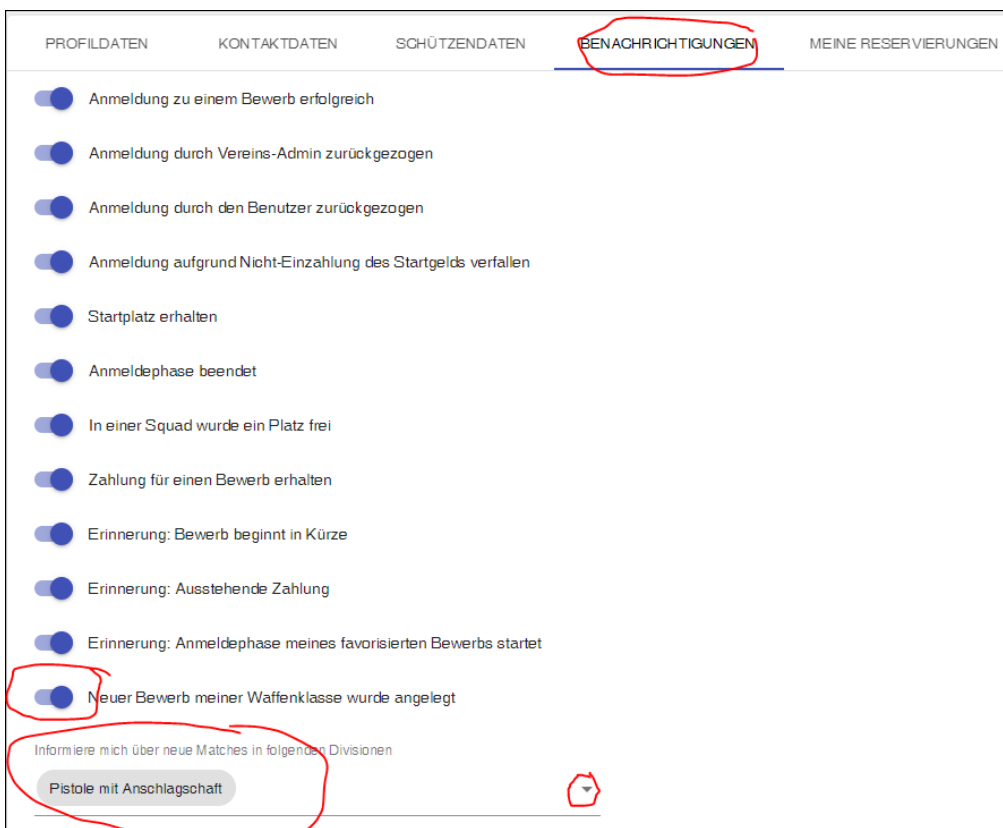 PROFILDATEN KONTAKTDATEN SCHÜTZENDATEN BENACHRICHTIGUNGEN MEINE RESERVIERUNGEN
Anmeldung zu einem Bewerb erfolgreich
Anmeldung durch Vereins-Admin zurückgezogen
Anmeldung durch den Benutzer zurückgezogen
Anmeldung aufgrund Nicht-Einzahlung des Startgelds verfallen
Startplatz erhalten
Anmeldephase beendet
In einer Squad wurde ein Platz frei
Zahlung für einen Bewerb erhalten
Erinnerung: Bewerb beginnt in Kürze
Erinnerung: Ausstehende Zahlung
Erinnerung: Anmeldephase meines favorisierten Bewerbs startet
Neuer Bewerb meiner Waffenklasse wurde angelegt
Informiere mich über neue Matches in folgenden Divisionen
Pistole mit Anschlagschaft